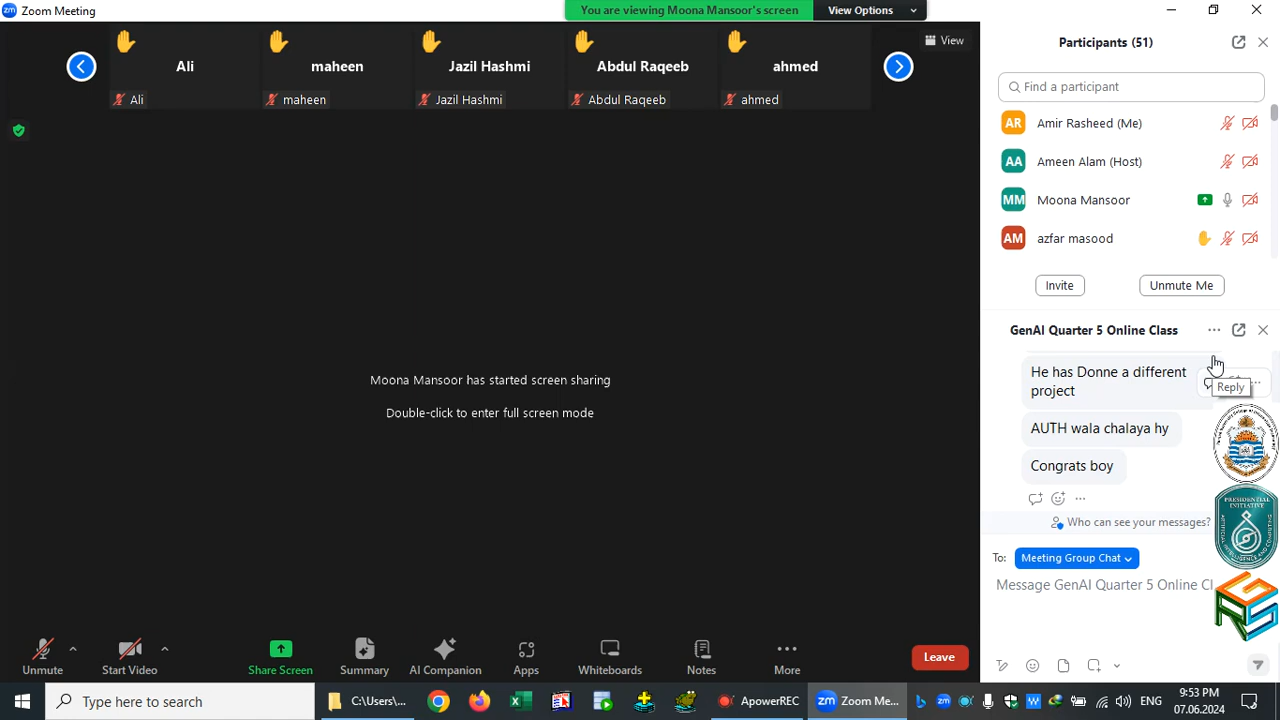 Zoom Meeting
You are viewing Moona Mansoor's screen
View Options
Ali
maheen
Jazil Hashmi
Abdul Raqeeb
ahmed
View
Ali
maheen
Jazil Hashmi
Abdul Raqeeb
ahmed
Moona Mansoor has started screen sharing
Double-click to enter full screen mode
Participants (51)
Find a participant
AR Amir Rasheed (Me)
AA Ameen Alam (Host)
MM Moona Mansoor
AM azfar masood
Invite
Unmute Me
GenAI Quarter 5 Online Class
He has Donne a different
project
Reply
AUTH wala chalaya hy
Congrats boy
Who can see your messages?
To: Meeting Group Chat
Message GenAI Quarter 5 Online Cl
PRESIDENTIAL
INITIATIVE
Unmute
Start Video
Share Screen
Summary
AI Companion
Apps
Whiteboards
Notes
More
Leave
Type here to search
C:\Users\...
ApowerREC
Zoom Me...
ENG
9:53 PM
07.06.2024